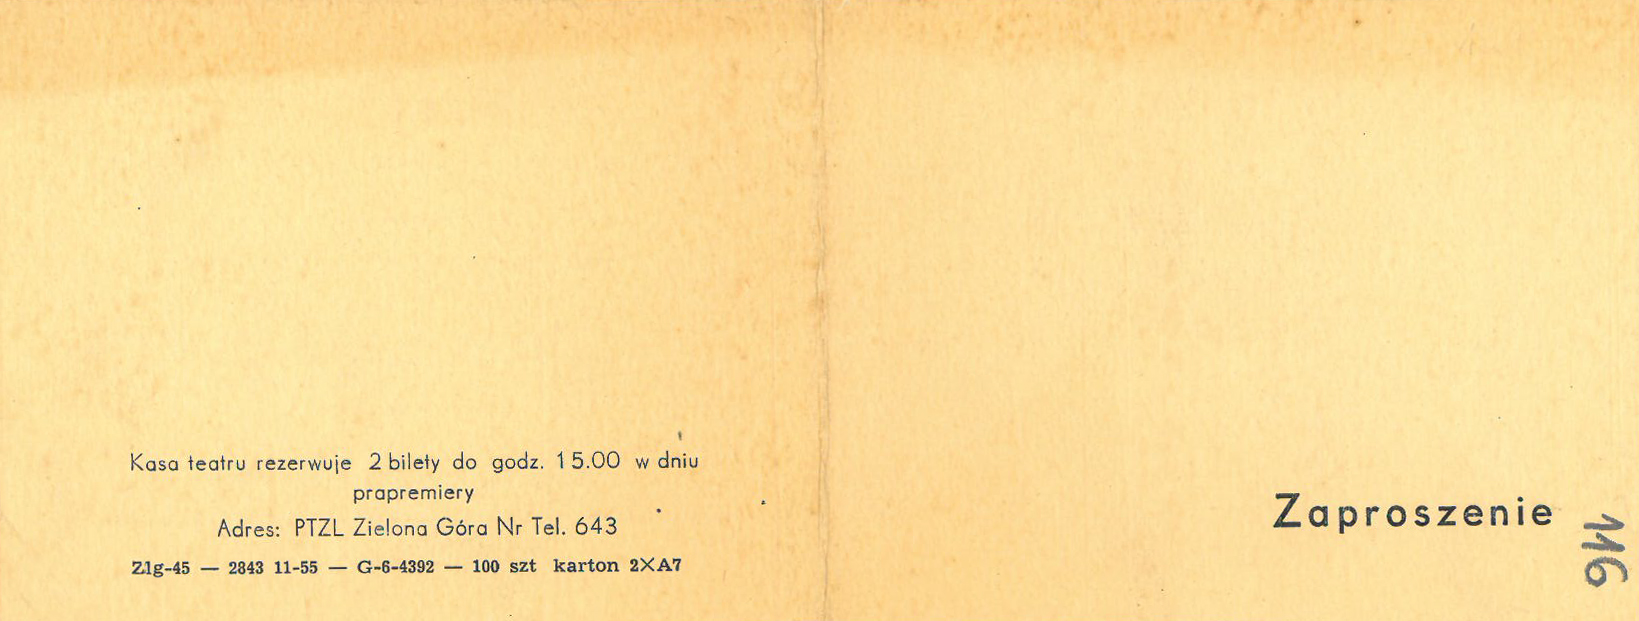 Kasa teatru rezerwuje 2 bilety do godz. 15.00 w dniu
prapremiery
Adres: PTZL Zielona Góra Nr Tel. 643
Zlg-45 — 2843 11-55 — G-6-4392 — 100 szt karton 2XA7
Zaproszenie
116